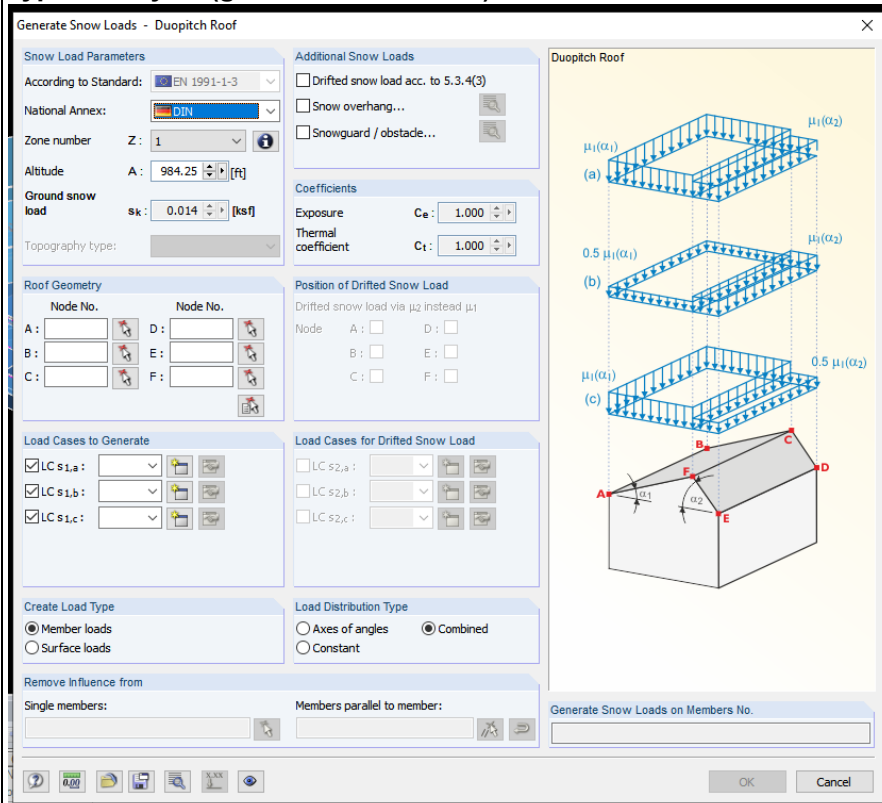 Generate Snow Loads - Duopitch Roof
Snow Load Parameters
According to Standard: EN 1991-1-3
National Annex: DIN
Zone number Z : 1
Altitude A : 984.25 [ft]
Ground snow
load sk : 0.014 [ksf]
Topography type:
Additional Snow Loads
Drifted snow load acc. to 5.3.4(3)
Snow overhang...
Snowguard / obstacle...
Coefficients
Exposure Ce : 1.000
Thermal
coefficient Ct : 1.000
Roof Geometry
Node No. Node No.
A : D :
B : E :
C : F :
Position of Drifted Snow Load
Drifted snow load via μ2 instead μ1
Node A : D :
B : E :
C : F :
Load Cases to Generate
LC s1,a :
LC s1,b :
LC s1,c :
Load Cases for Drifted Snow Load
LC s2,a :
LC s2,b :
LC s2,c :
Create Load Type
Member loads
Surface loads
Load Distribution Type
Axes of angles Combined
Constant
Remove Influence from
Single members: Members parallel to member:
Duopitch Roof
μ1(α2)
μ1(α1)
(a)
μ1(α2)
0.5 μ1(α1)
(b)
0.5 μ1(α2)
μ1(α1)
(c)
B C
F D
A α1 α2
E
Generate Snow Loads on Members No.
0.00 X.XX
OK Cancel